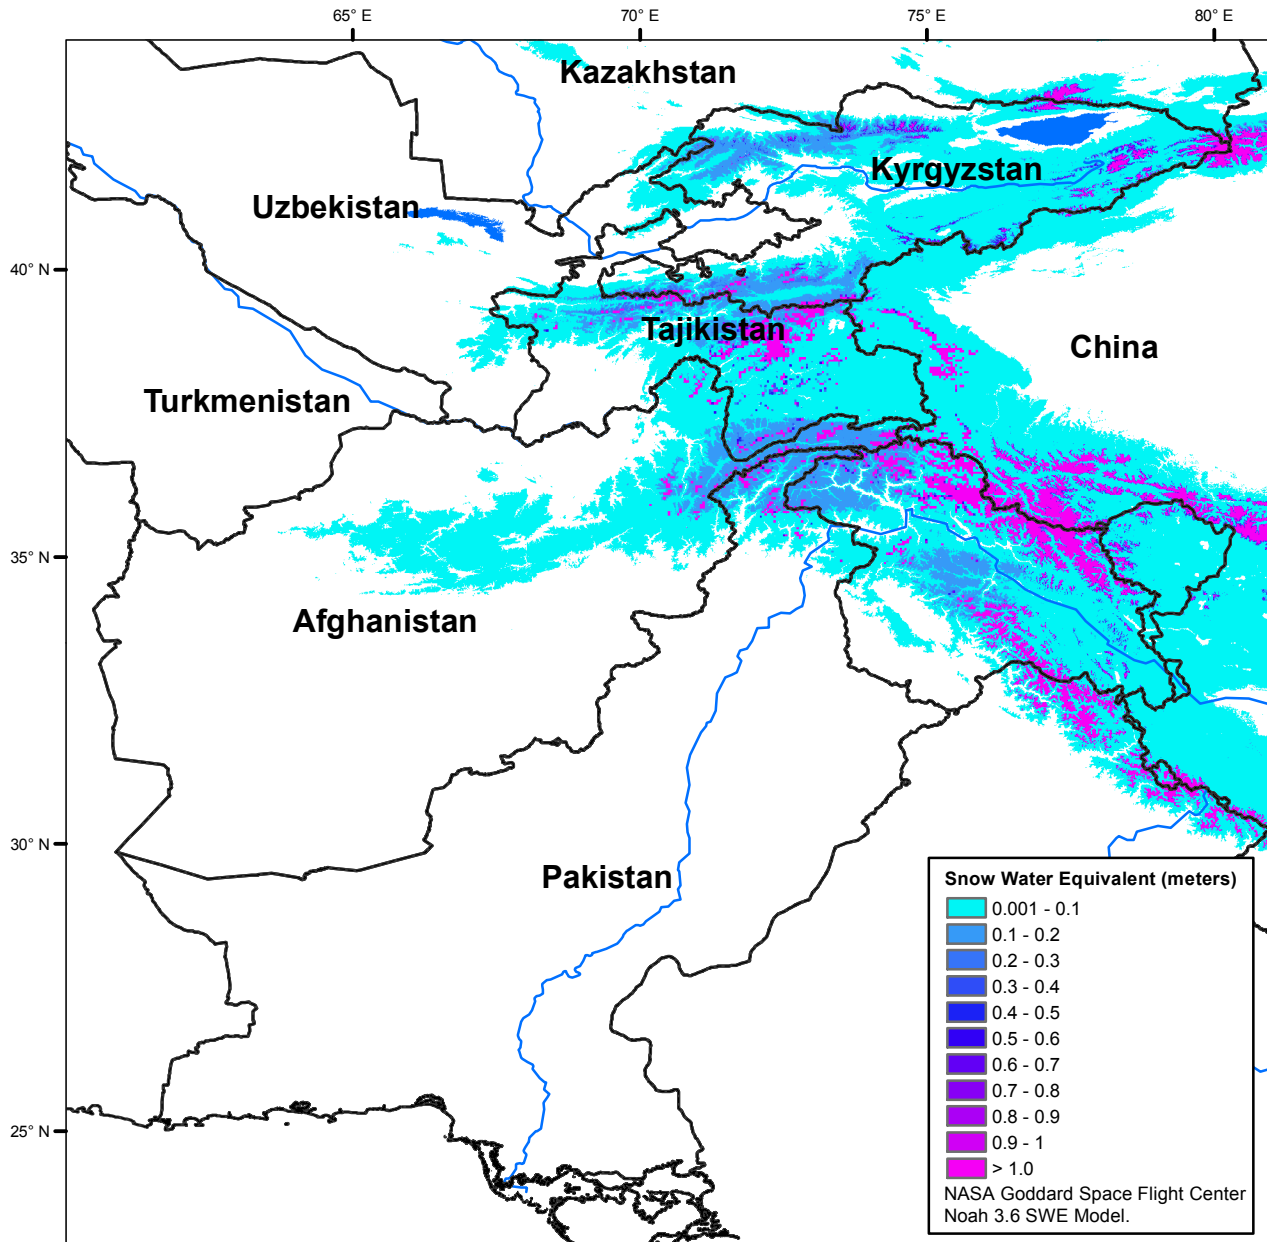 65° E
70° E
75° E
80° E
Kazakhstan
Kyrgyzstan
Uzbekistan
40° N
Tajikistan
China
Turkmenistan
35° N
Afghanistan
30° N
Pakistan
25° N
Snow Water Equivalent (meters)
0.001 - 0.1
0.1 - 0.2
0.2 - 0.3
0.3 - 0.4
0.4 - 0.5
0.5 - 0.6
0.6 - 0.7
0.7 - 0.8
0.8 - 0.9
0.9 - 1
> 1.0
NASA Goddard Space Flight Center
Noah 3.6 SWE Model.